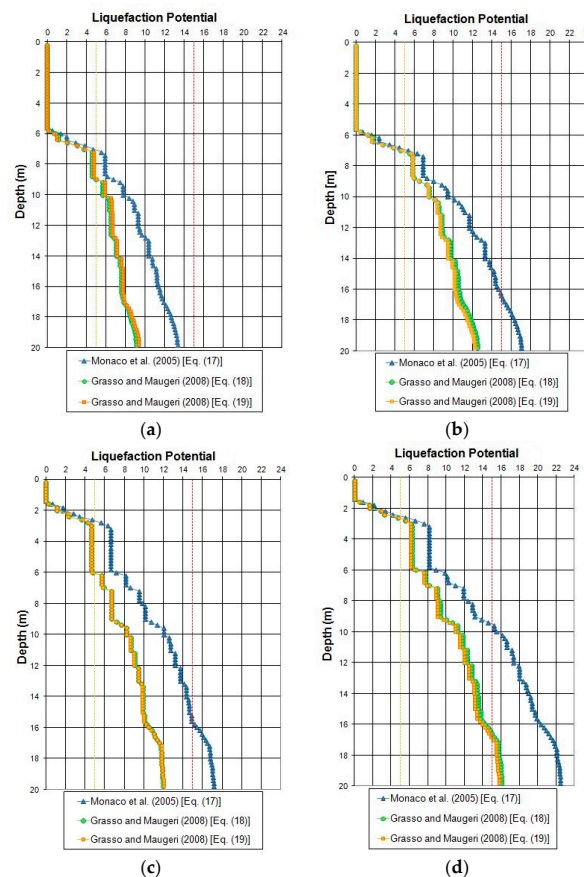 Liquefaction Potential
0 2 4 6 8 10 12 14 16 18 20 22 24
Depth [m]
0
2
4
6
8
10
12
14
16
18
20
Monaco et al. (2005) [Eq. (17)]
Grasso and Maugeri (2008) [Eq. (18)]
Grasso and Maugeri (2008) [Eq. (19)]
(a)
Liquefaction Potential
0 2 4 6 8 10 12 14 16 18 20 22 24
Depth [m]
0
2
4
6
8
10
12
14
16
18
20
Monaco et al. (2005) [Eq. (17)]
Grasso and Maugeri (2008) [Eq. (18)]
Grasso and Maugeri (2008) [Eq. (19)]
(b)
Liquefaction Potential
0 2 4 6 8 10 12 14 16 18 20 22 24
Depth (m)
0
2
4
6
8
10
12
14
16
18
20
Monaco et al. (2005) [Eq. (17)]
Grasso and Maugeri (2008) [Eq. (18)]
Grasso and Maugeri (2008) [Eq. (19)]
(c)
Liquefaction Potential
0 2 4 6 8 10 12 14 16 18 20 22 24
Depth (m)
0
2
4
6
8
10
12
14
16
18
20
Monaco et al. (2005) [Eq. (17)]
Grasso and Maugeri (2008) [Eq. (18)]
Grasso and Maugeri (2008) [Eq. (19)]
(d)